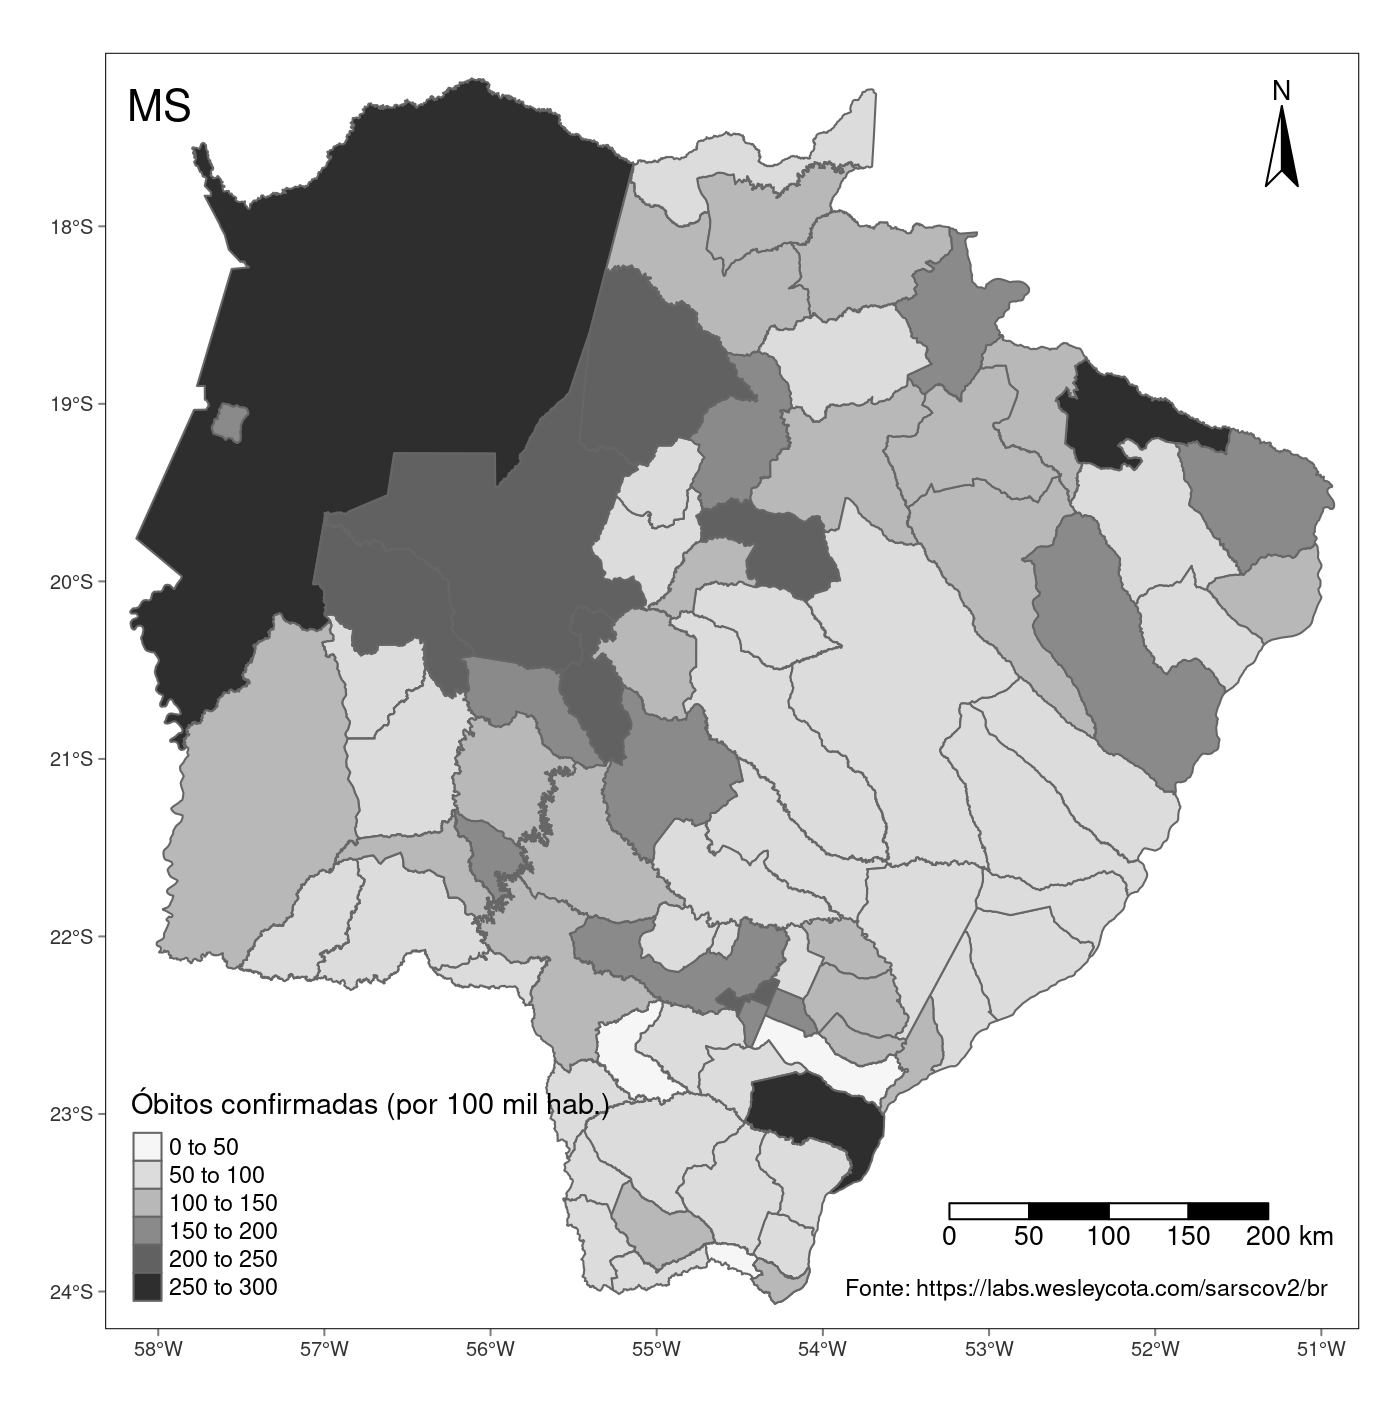 MS
N
18°S
19°S
20°S
21°S
22°S
23°S
24°S
Óbitos confirmadas (por 100 mil hab.)
0 to 50
50 to 100
100 to 150
150 to 200
200 to 250
250 to 300
0 50 100 150 200 km
Fonte: https://labs.wesleycota.com/sarscov2/br
58°W 57°W 56°W 55°W 54°W 53°W 52°W 51°W